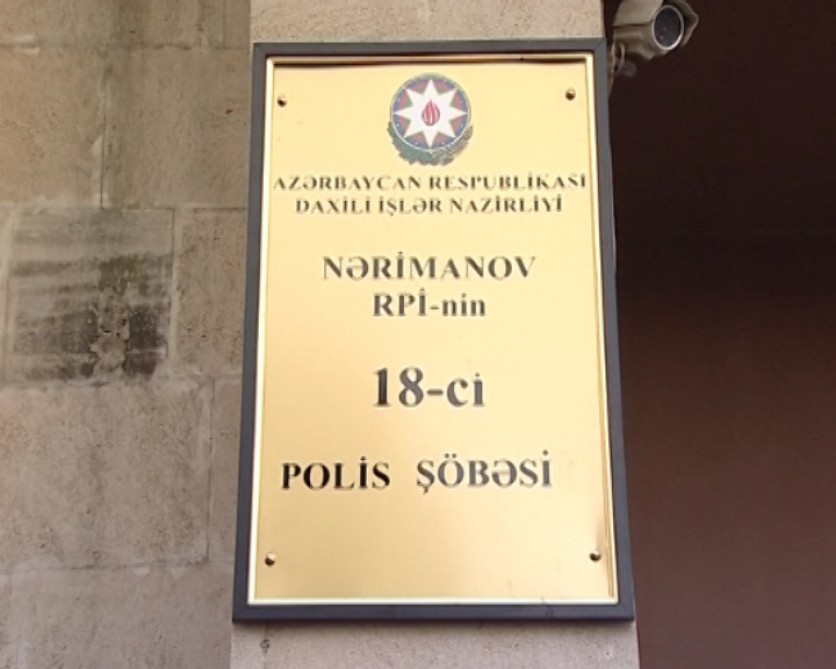 AZƏRBAYCAN RESPUBLİKASI
DAXİLİ İŞLƏR NAZİRLİYİ
NƏRİMANOV
RPİ-nin
18-ci
POLİS ŞÖBƏSİ